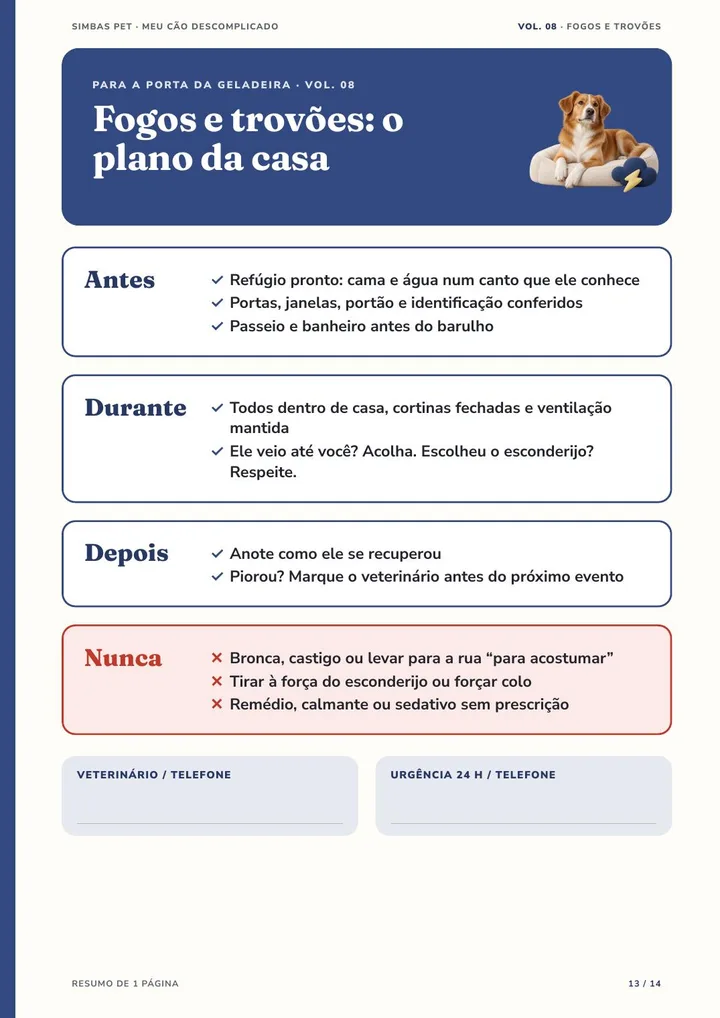 SIMBAS PET · MEU CÃO DESCOMPLICADO
VOL. 08 · FOGOS E TROVÕES
PARA A PORTA DA GELADEIRA · VOL. 08
Fogos e trovões: o
plano da casa
Antes
✓ Refúgio pronto: cama e água num canto que ele conhece
✓ Portas, janelas, portão e identificação conferidos
✓ Passeio e banheiro antes do barulho
Durante
✓ Todos dentro de casa, cortinas fechadas e ventilação
mantida
✓ Ele veio até você? Acolha. Escolheu o esconderijo?
Respeite.
Depois
✓ Anote como ele se recuperou
✓ Piorou? Marque o veterinário antes do próximo evento
Nunca
✕ Bronca, castigo ou levar para a rua “para acostumar”
✕ Tirar à força do esconderijo ou forçar colo
✕ Remédio, calmante ou sedativo sem prescrição
VETERINÁRIO / TELEFONE
URGÊNCIA 24 H / TELEFONE
RESUMO DE 1 PÁGINA
13 / 14